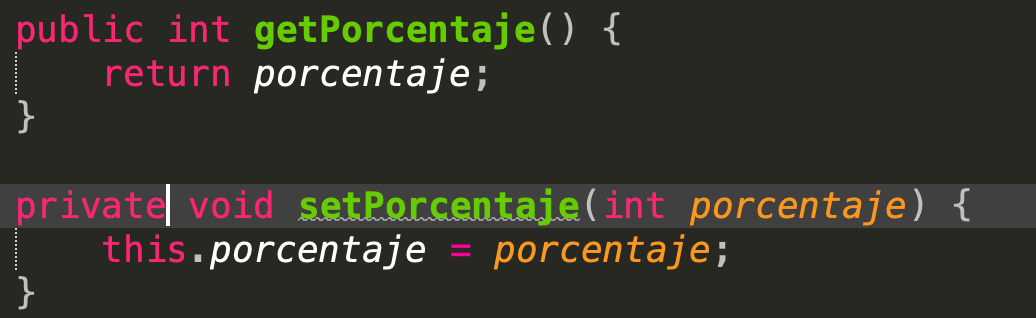 public int getPorcentaje() {
    return porcentaje;
}

private void setPorcentaje(int porcentaje) {
    this.porcentaje = porcentaje;
}